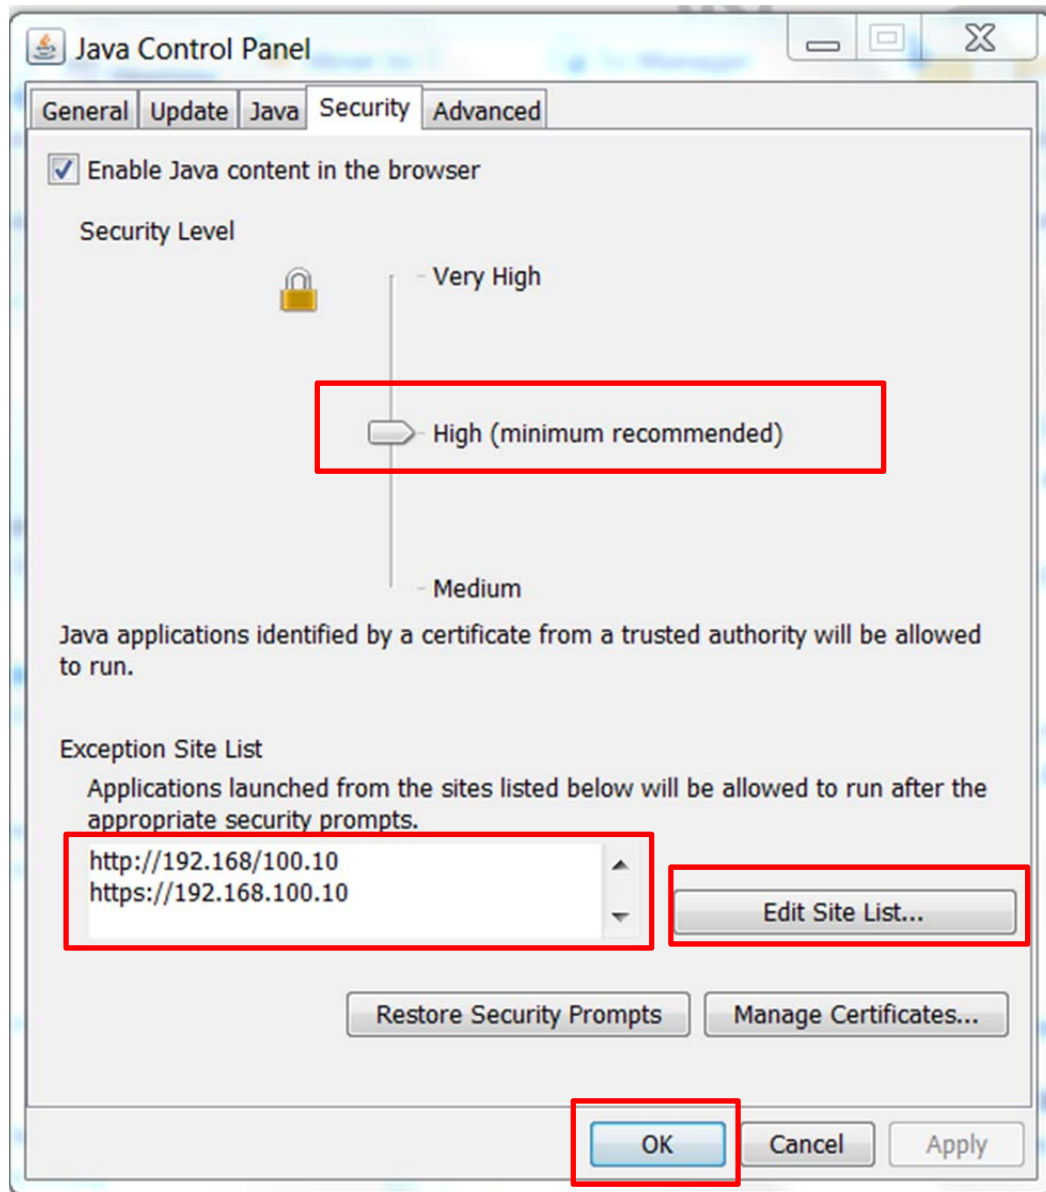 Java Control Panel
General Update Java Security Advanced
Enable Java content in the browser
Security Level
Very High
High (minimum recommended)
Medium
Java applications identified by a certificate from a trusted authority will be allowed
to run.
Exception Site List
Applications launched from the sites listed below will be allowed to run after the
appropriate security prompts.
http://192.168/100.10
https://192.168.100.10
Edit Site List...
Restore Security Prompts Manage Certificates...
OK Cancel Apply